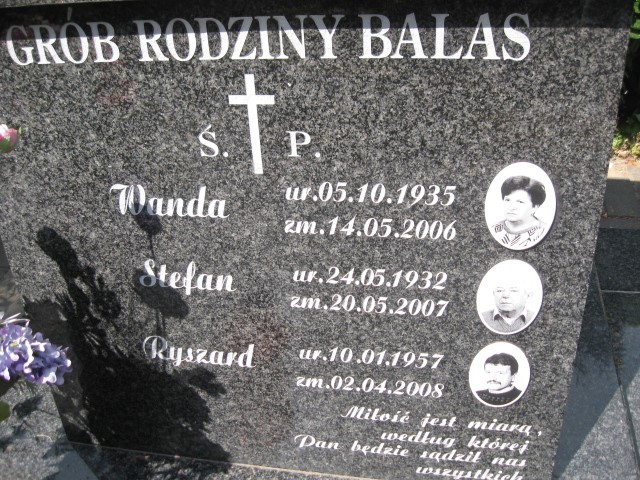 GRÓB RODZINY BALAS
Ś. P.
Wanda ur.05.10.1935
zm.14.05.2006
Stefan ur.24.05.1932
zm.20.05.2007
Ryszard ur.10.01.1957
zm.02.04.2008
Miłość jest miarą,
według której
Pan będzie sądził nas
wszystkich